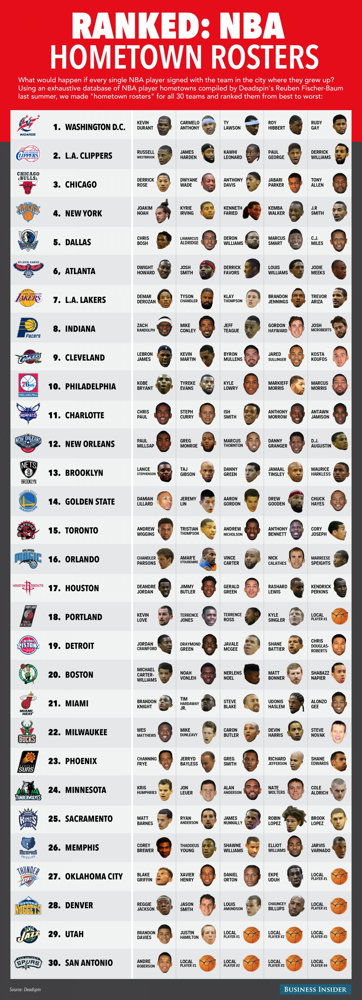 RANKED: NBA
HOMETOWN ROSTERS
What would happen if every single NBA player signed with the team in the city where they grew up?
Using an exhaustive database of NBA player hometowns compiled by Deadspin's Reuben Fischer-Baum
last summer, we made "hometown rosters" for all 30 teams and ranked them from best to worst:
WIZARDS 1. WASHINGTON D.C. KEVIN DURANT CARMELO ANTHONY TY LAWSON ROY HIBBERT RUDY GAY
LOS ANGELES CLIPPERS 2. L.A. CLIPPERS RUSSELL WESTBROOK JAMES HARDEN KAWHI LEONARD PAUL GEORGE DERRICK WILLIAMS
CHICAGO BULLS 3. CHICAGO DERRICK ROSE DWYANE WADE ANTHONY DAVIS JABARI PARKER TONY ALLEN
NEW YORK KNICKS 4. NEW YORK JOAKIM NOAH KYRIE IRVING KENNETH FARIED KEMBA WALKER J.R SMITH
MAVERICKS 5. DALLAS CHRIS BOSH LAMARCUS ALDRIDGE DERON WILLIAMS MARCUS SMART C.J. MILES
ATLANTA HAWKS 6, ATLANTA DWIGHT HOWARD JOSH SMITH DERRICK FAVORS LOUIS WILLIAMS JODIE MEEKS
LOS ANGELES LAKERS 7. L.A. LAKERS DEMAR DEROZAN TYSON CHANDLER KLAY THOMPSON BRANDON JENNINGS TREVOR ARIZA
Pacers 8. INDIANA ZACH RANDOLPH MIKE CONLEY JEFF TEAGUE GORDON HAYWARD JOSH MCROBERTS
CAVALIERS 9. CLEVELAND LEBRON JAMES KEVIN MARTIN BYRON MULLENS JARED SULLINGER KOSTA KOUFOS
76ers PHILADELPHIA 10. PHILADELPHIA KOBE BRYANT TYREKE EVANS KYLE LOWRY MARKIEFF MORRIS MARCUS MORRIS
CHARLOTTE HORNETS 11. CHARLOTTE CHRIS PAUL STEPH CURRY ISH SMITH ANTHONY MORROW ANTAWN JAMISON
NEW ORLEANS PELICANS 12. NEW ORLEANS PAUL MILLSAP GREG MONROE MARCUS THORNTON DANNY GRANGER D.J. AUGUSTIN
NETS B BROOKLYN 13. BROOKLYN LANCE STEPHENSON TAJ GIBSON DANNY GREEN JAMAAL TINSLEY MAURICE HARKLESS
GOLDEN STATE WARRIORS 14. GOLDEN STATE DAMIAN LILLARD JEREMY LIN AARON GORDON DREW GOODEN CHUCK HAYES
RAPTORS 15. TORONTO ANDREW WIGGINS TRISTIAN THOMPSON ANDREW NICHOLSON ANTHONY BENNETT CORY JOSEPH
ORLANDO MAGIC 16. ORLANDO CHANDLER PARSONS AMAR'E STOUDEMIRE VINCE CARTER NICK CALATHES MARREESE SPEIGHTS
HOUSTON ROCKETS 17. HOUSTON DEANDRE JORDAN JIMMY BUTLER GERALD GREEN RASHARD LEWIS KENDRICK PERKINS
PORTLAND TRAIL BLAZERS 18. PORTLAND KEVIN LOVE TERRENCE JONES TERRENCE ROSS KYLE SINGLER LOCAL PLAYER #1
DETROIT PISTONS 19. DETROIT JORDAN CRAWFORD DRAYMOND GREEN JAVALE MCGEE SHANE BATTIER CHRIS DOUGLAS-ROBERTS
BOSTON CELTICS 20. BOSTON MICHAEL CARTER-WILLIAMS NOAH VONLEH NERLENS NOEL MATT BONNER SHABAZZ NAPIER
MIAMI HEAT 21. MIAMI BRANDON KNIGHT TIM HARDAWAY JR. STEVE BLAKE UDONIS HASLEM ALONZO GEE
MILWAUKEE BUCKS 22. MILWAUKEE WES MATTHEWS MIKE DUNLEAVY CARON BUTLER DEVIN HARRIS STEVE NOVAK
PHOENIX SUNS 23. PHOENIX CHANNING FRYE JERRYD BAYLESS GREG SMITH RICHARD JEFFERSON SHANE EDWARDS
MINNESOTA TIMBERWOLVES 24. MINNESOTA KRIS HUMPHRIES JON LEUER ALAN ANDERSON NATE WOLTERS COLE ALDRICH
KINGS 25. SACRAMENTO MATT BARNES RYAN ANDERSON JAMES NUNNALLY ROBIN LOPEZ BROOK LOPEZ
MEMPHIS GRIZZLIES 26. MEMPHIS COREY BREWER THADDEUS YOUNG SHAWNE WILLIAMS ELLIOT WILLIAMS JARVIS VARNADO
THUNDER OKC 27. OKLAHOMA CITY BLAKE GRIFFIN XAVIER HENRY DANIEL ORTON EKPE UDUH LOCAL PLAYER #1
DENVER NUGGETS 28. DENVER REGGIE JACKSON JASON SMITH LOUIS AMUNDSON CHAUNCEY BILLUPS LOCAL PLAYER #1
UTAH JAZZ 29. UTAH BRANDON DAVIES JUSTIN HAMILTON LOCAL PLAYER #1 LOCAL PLAYER #2 LOCAL PLAYER #3
SAN ANTONIO SPURS 30. SAN ANTONIO ANDRE ROBERSON LOCAL PLAYER #1 LOCAL PLAYER #2 LOCAL PLAYER #3 LOCAL PLAYER #4
Source: Deadspin
BUSINESS INSIDER